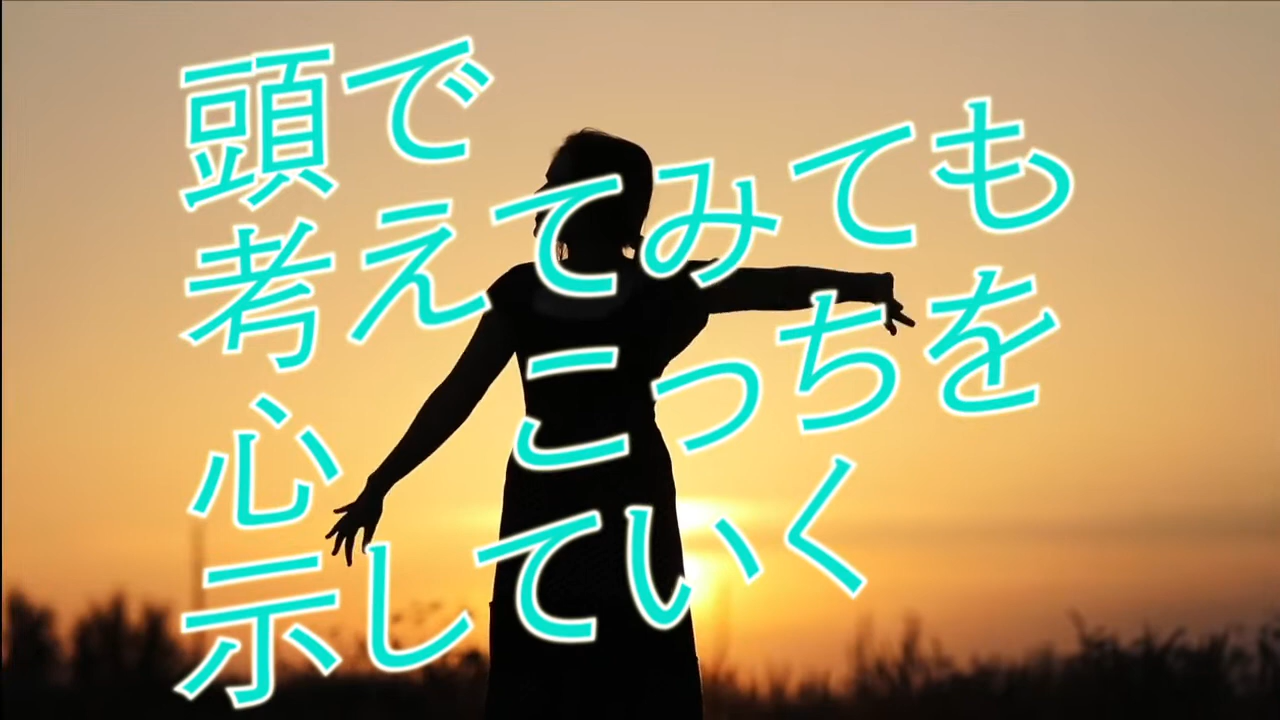 頭で
考えてみても
心 こっちを
示していく